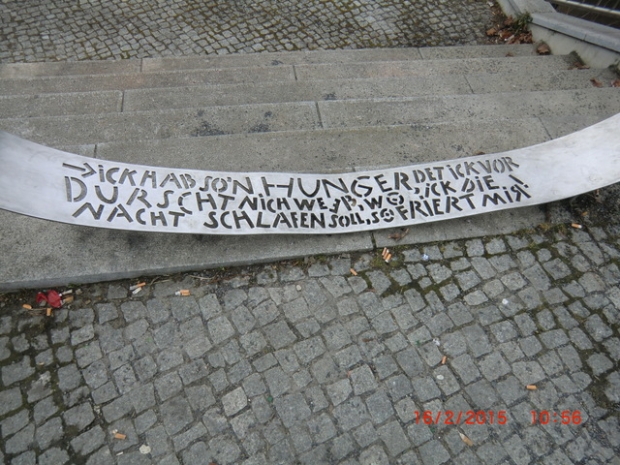 →ICK HAB SO'N HUNGER, DET ICK VOR
DURSCHT NICH WEISS, WO ICK DIE
NACHT SCHLAFEN SOLL, SO FRIERT MIR.
18/2/2015 10:56